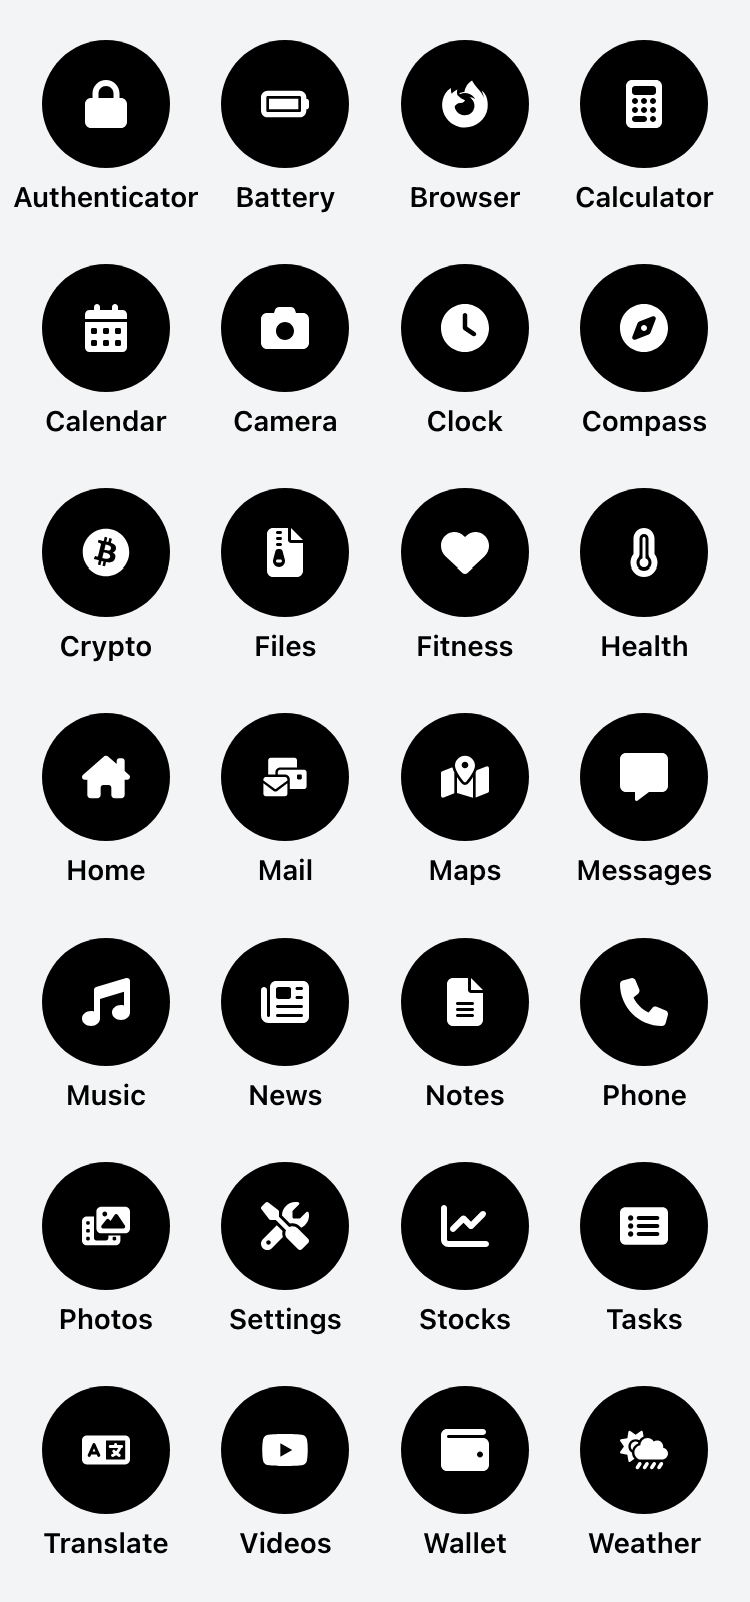 Authenticator Battery Browser Calculator
Calendar Camera Clock Compass
Crypto Files Fitness Health
Home Mail Maps Messages
Music News Notes Phone
Photos Settings Stocks Tasks
Translate Videos Wallet Weather